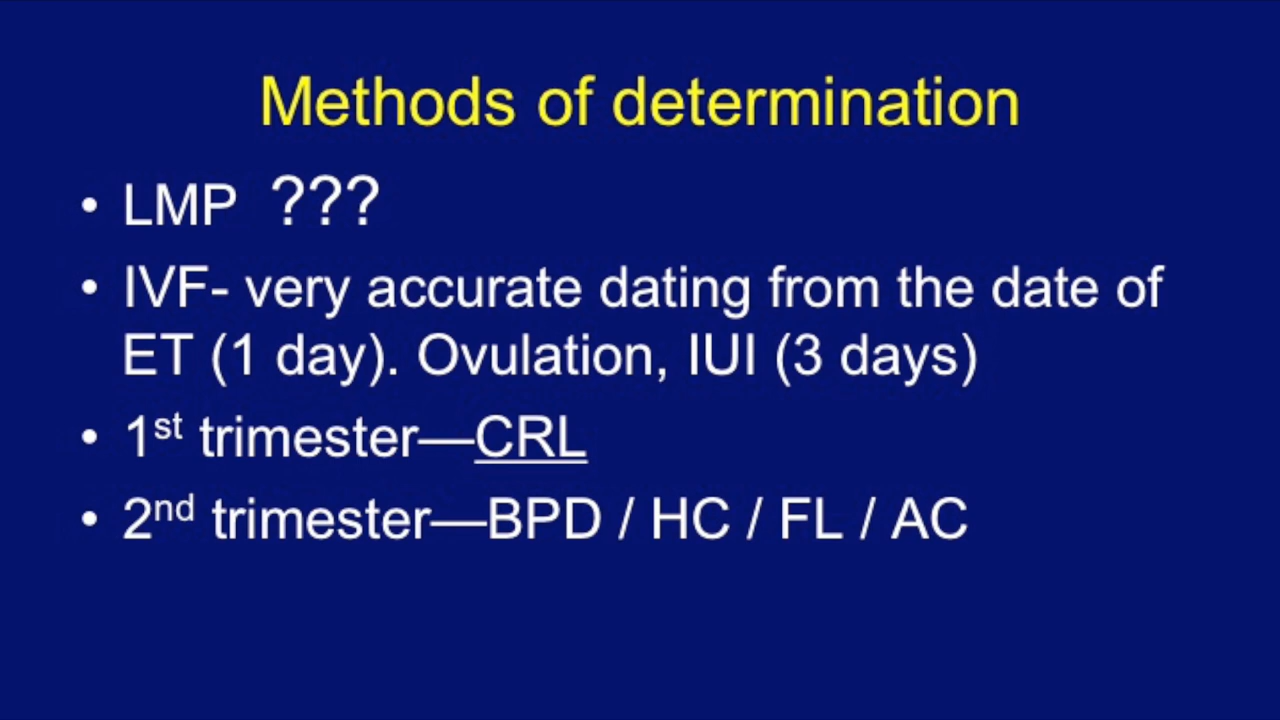 Methods of determination
• LMP ???
• IVF- very accurate dating from the date of
ET (1 day). Ovulation, IUI (3 days)
• 1st trimester—CRL
• 2nd trimester—BPD / HC / FL / AC